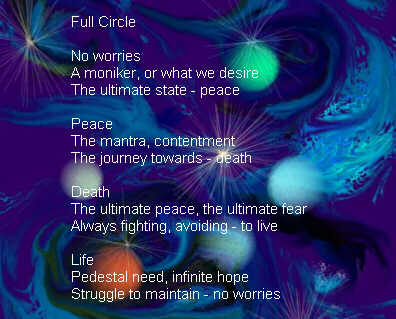 Full Circle
No worries
A moniker, or what we desire
The ultimate state - peace
Peace
The mantra, contentment
The journey towards - death
Death
The ultimate peace, the ultimate fear
Always fighting, avoiding - to live
Life
Pedestal need, infinite hope
Struggle to maintain - no worries